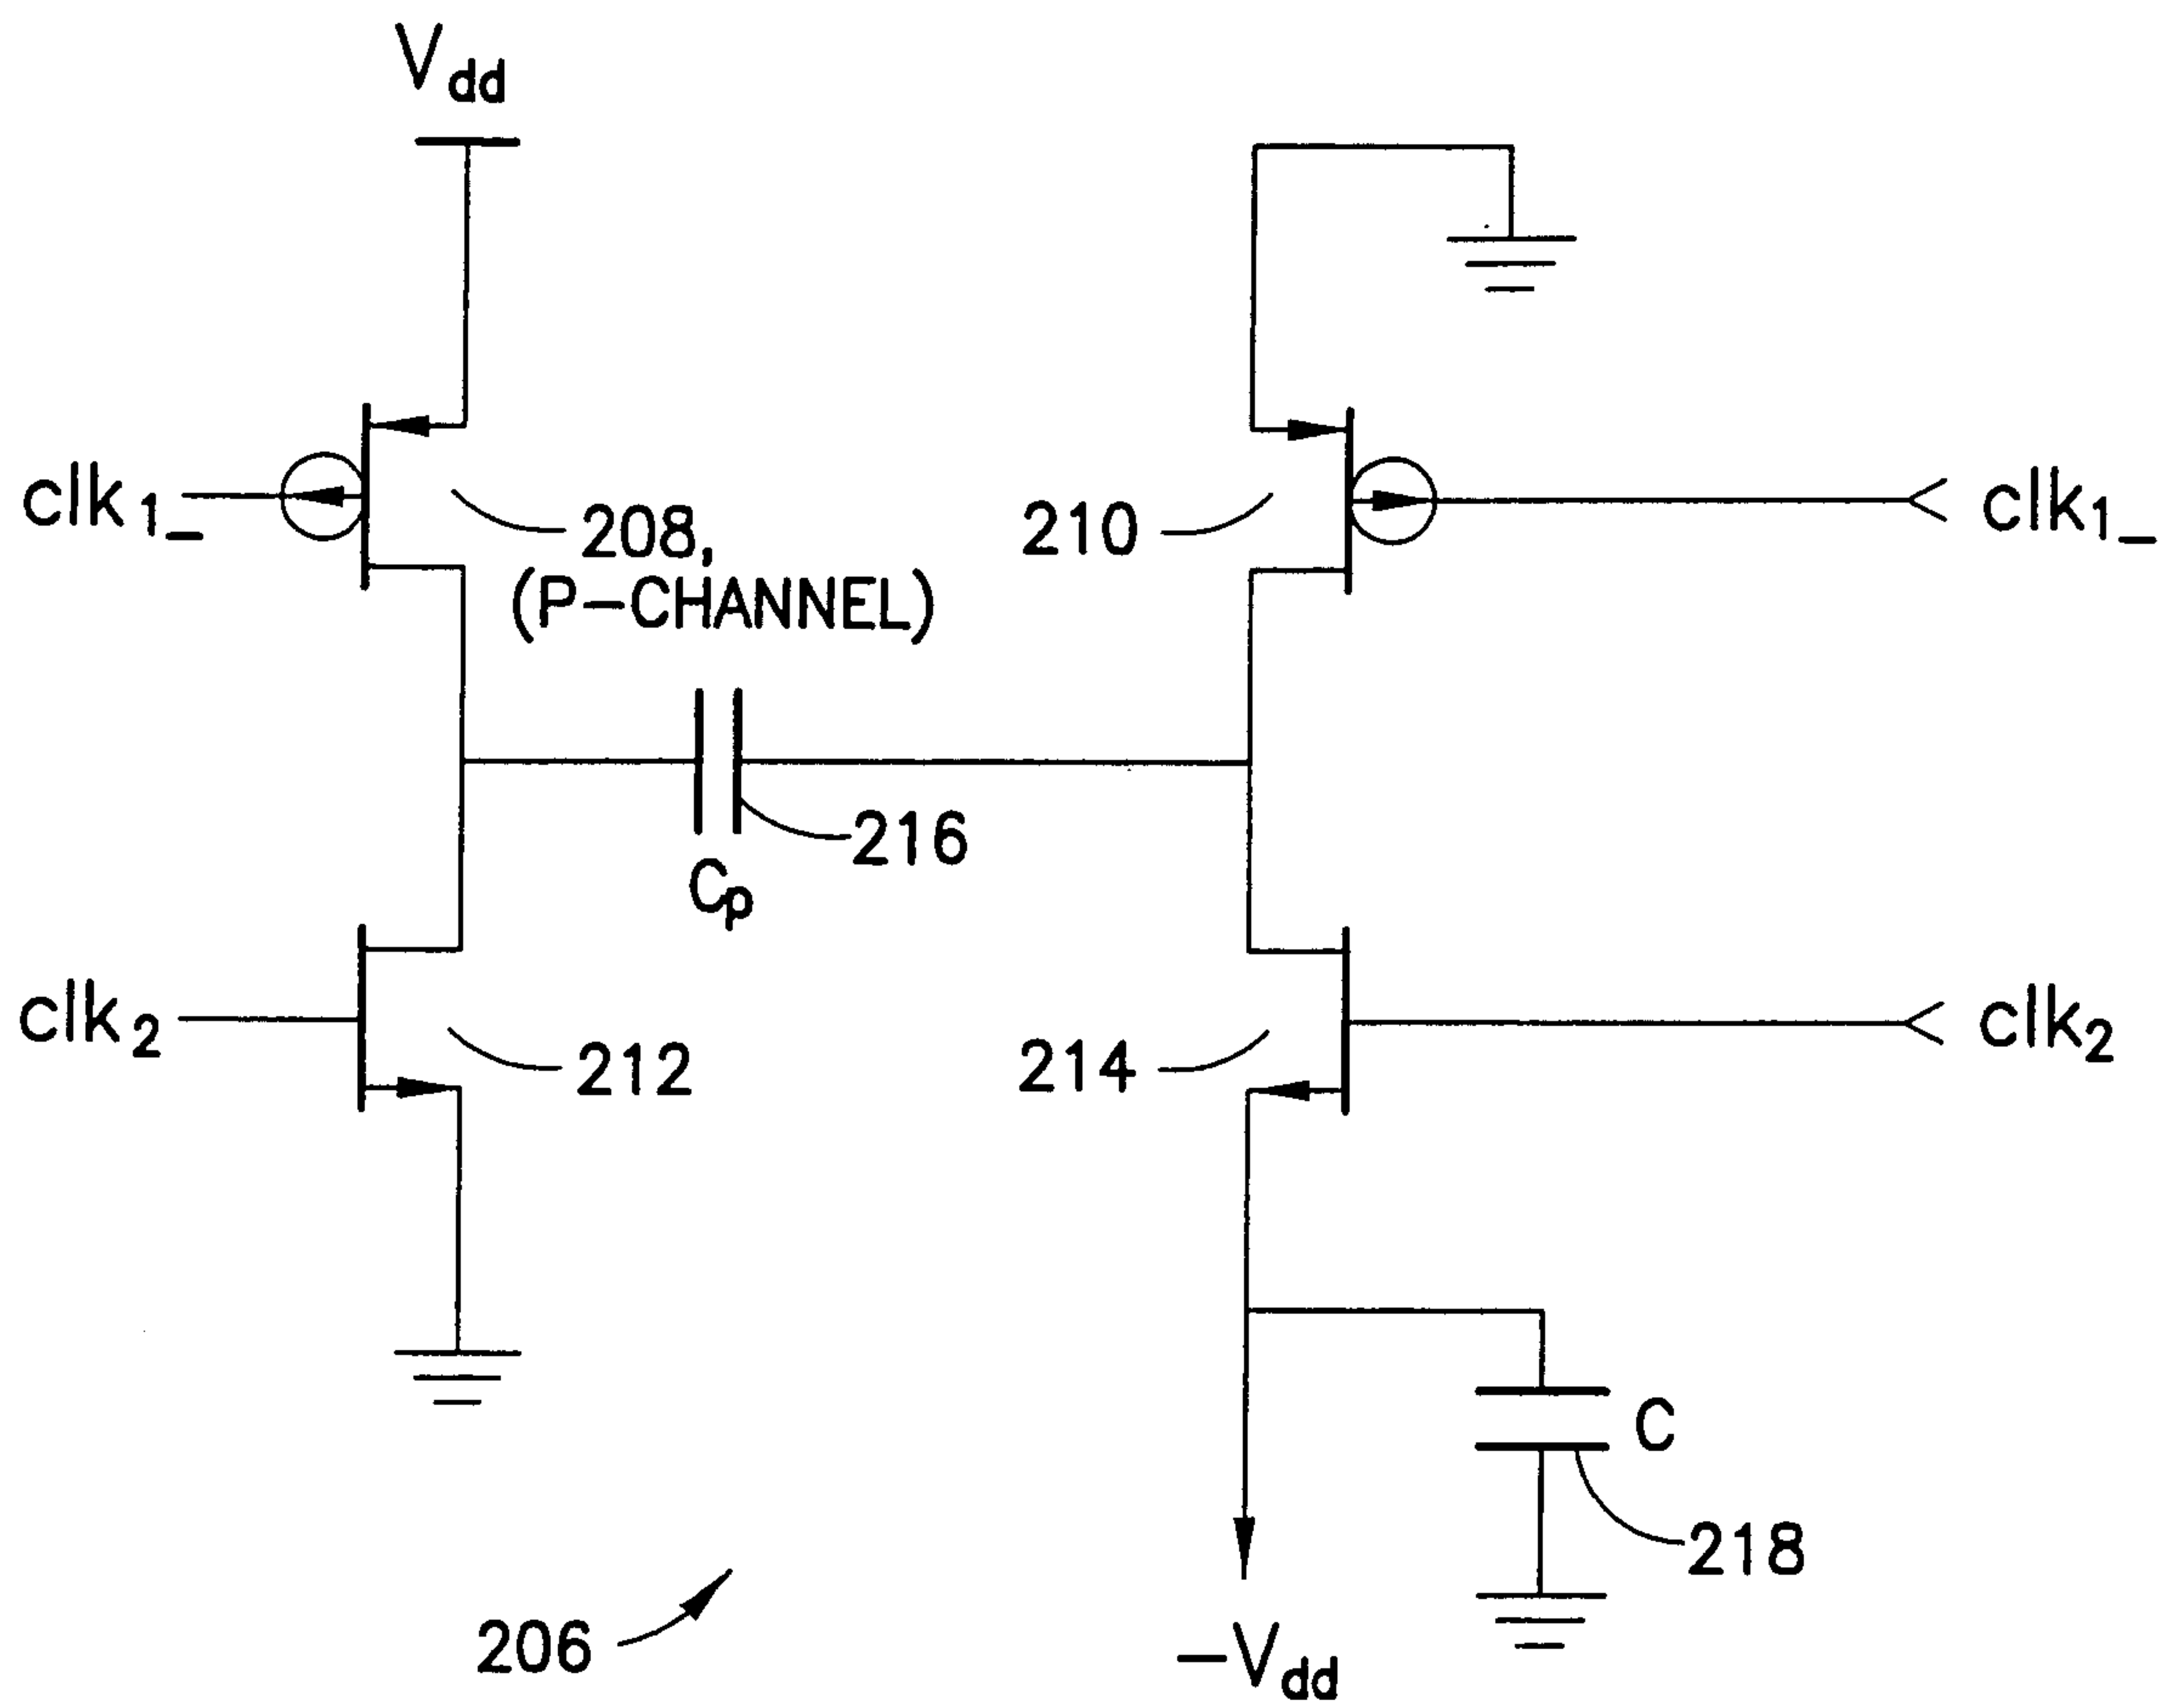 Vdd
clk1_
208,
(P-CHANNEL)
210
clk1_
216
Cp
clk2
212
214
clk2
C
218
206
-Vdd